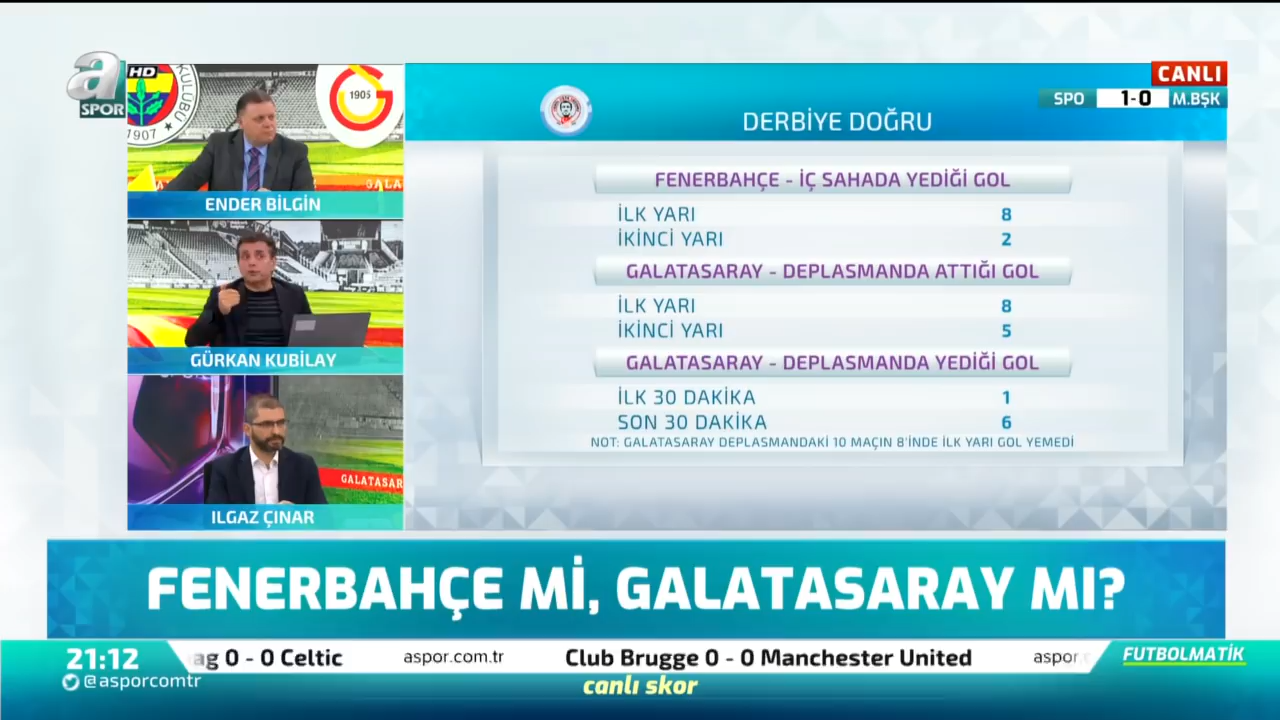 a
SPOR
HD
KULÜBÜ
1907
1905
GALA
ENDER BİLGİN
GÜRKAN KUBİLAY
GALATASAR
ILGAZ ÇINAR
CANLI
SPO 1-0 M.BŞK
DERBİYE DOĞRU
FENERBAHÇE - İÇ SAHADA YEDİĞİ GOL
İLK YARI 8
İKİNCİ YARI 2
GALATASARAY - DEPLASMANDA ATTIĞI GOL
İLK YARI 8
İKİNCİ YARI 5
GALATASARAY - DEPLASMANDA YEDİĞİ GOL
İLK 30 DAKİKA 1
SON 30 DAKİKA 6
NOT: GALATASARAY DEPLASMANDAKİ 10 MAÇIN 8'İNDE İLK YARI GOL YEMEDİ
FENERBAHÇE Mİ, GALATASARAY MI?
21:12 ag 0 - 0 Celtic aspor.com.tr Club Brugge 0 - 0 Manchester United aspor.c FUTBOLMATİK
@asporcomtr canlı skor